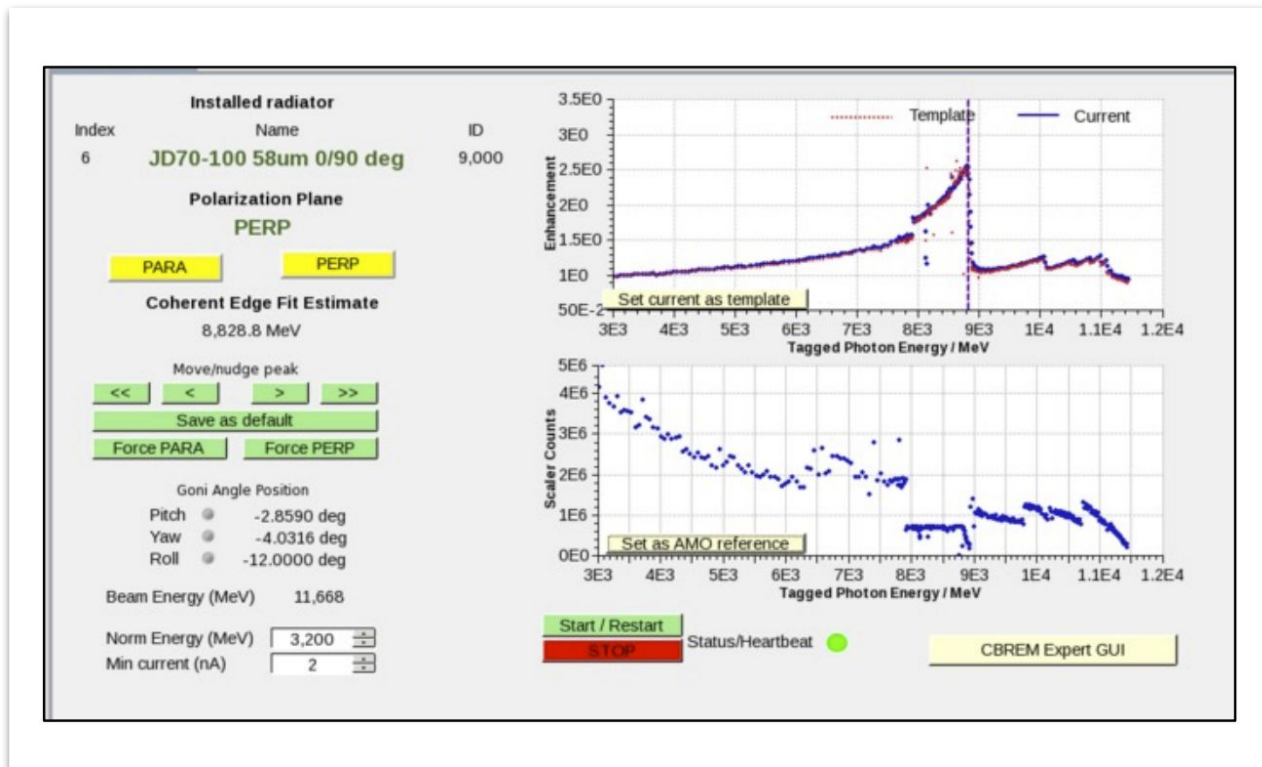 Installed radiator
Index Name ID
6 JD70-100 58um 0/90 deg 9,000
Polarization Plane
PERP
PARA PERP
Coherent Edge Fit Estimate
8,828.8 MeV
Move/nudge peak
<< < > >>
Save as default
Force PARA Force PERP
Goni Angle Position
Pitch -2.8590 deg
Yaw -4.0316 deg
Roll -12.0000 deg
Beam Energy (MeV) 11,668
Norm Energy (MeV) 3,200
Min current (nA) 2
Template Current
Enhancement
3.5E0
3E0
2.5E0
2E0
1.5E0
1E0
50E-2
Set current as template
3E3 4E3 5E3 6E3 7E3 8E3 9E3 1E4 1.1E4 1.2E4
Tagged Photon Energy / MeV
Scaler Counts
5E6
4E6
3E6
2E6
1E6
0E0
Set as AMO reference
3E3 4E3 5E3 6E3 7E3 8E3 9E3 1E4 1.1E4 1.2E4
Tagged Photon Energy / MeV
Start / Restart
STOP
Status/Heartbeat
CBREM Expert GUI